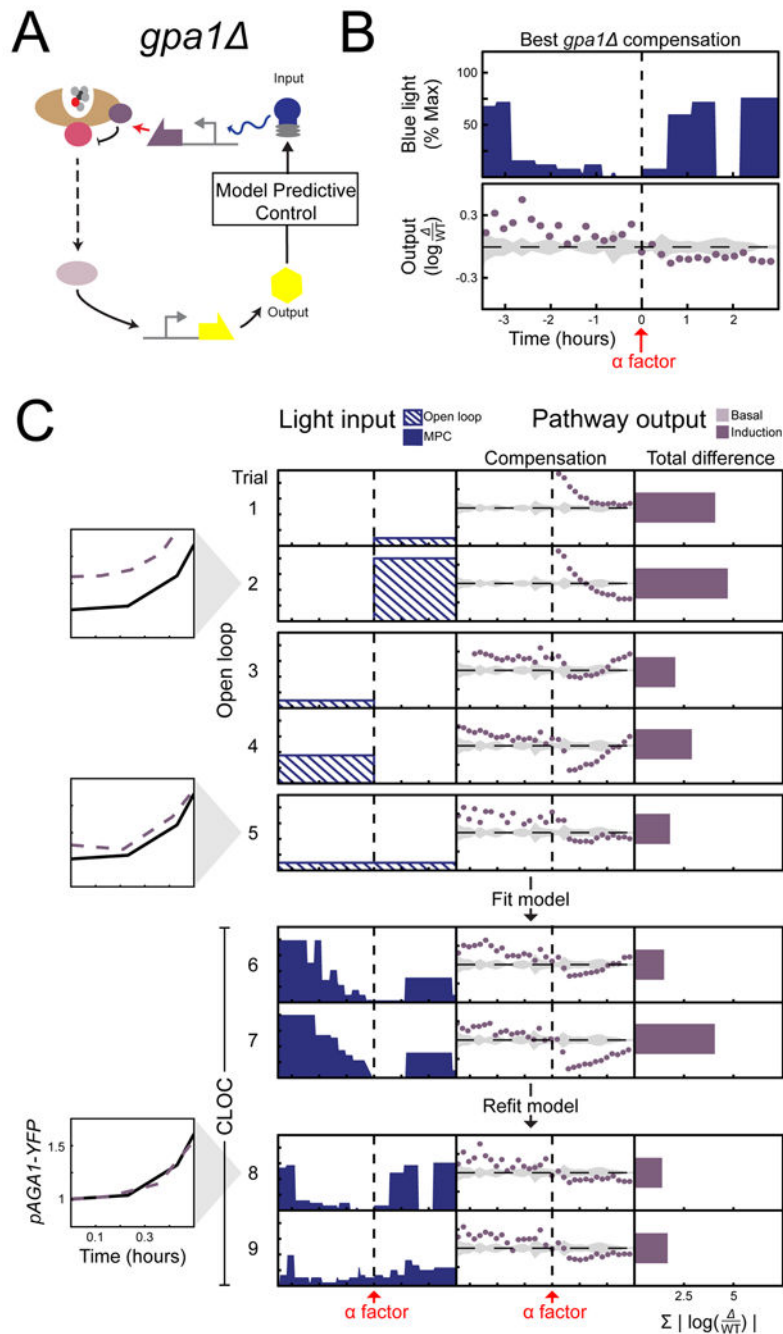 A
gpa1Δ
Input
Model Predictive
Control
Output
B
Best gpa1Δ compensation
Blue light
(% Max)
100
50
Output
(log Δ/WT)
0.3
-0.3
-3 -2 -1 0 1 2
Time (hours)
α factor
C
Light input
Open loop
MPC
Pathway output
Basal
Induction
Trial
Compensation
Total difference
1
2
Open loop
3
4
5
Fit model
CLOC
6
7
Refit model
8
9
pAGA1-YFP
1.5
1
0.1 0.3
Time (hours)
α factor
α factor
2.5 5
Σ | log(Δ/WT) |